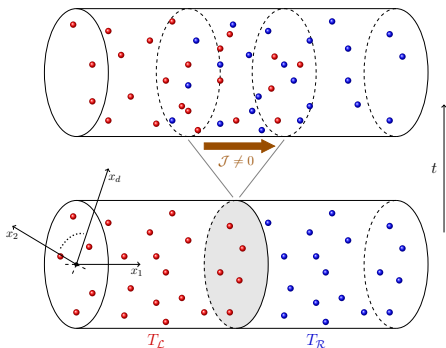 𝒥 ≠ 0
t
x_d
x_2
x_1
T_ℒ
T_ℛ